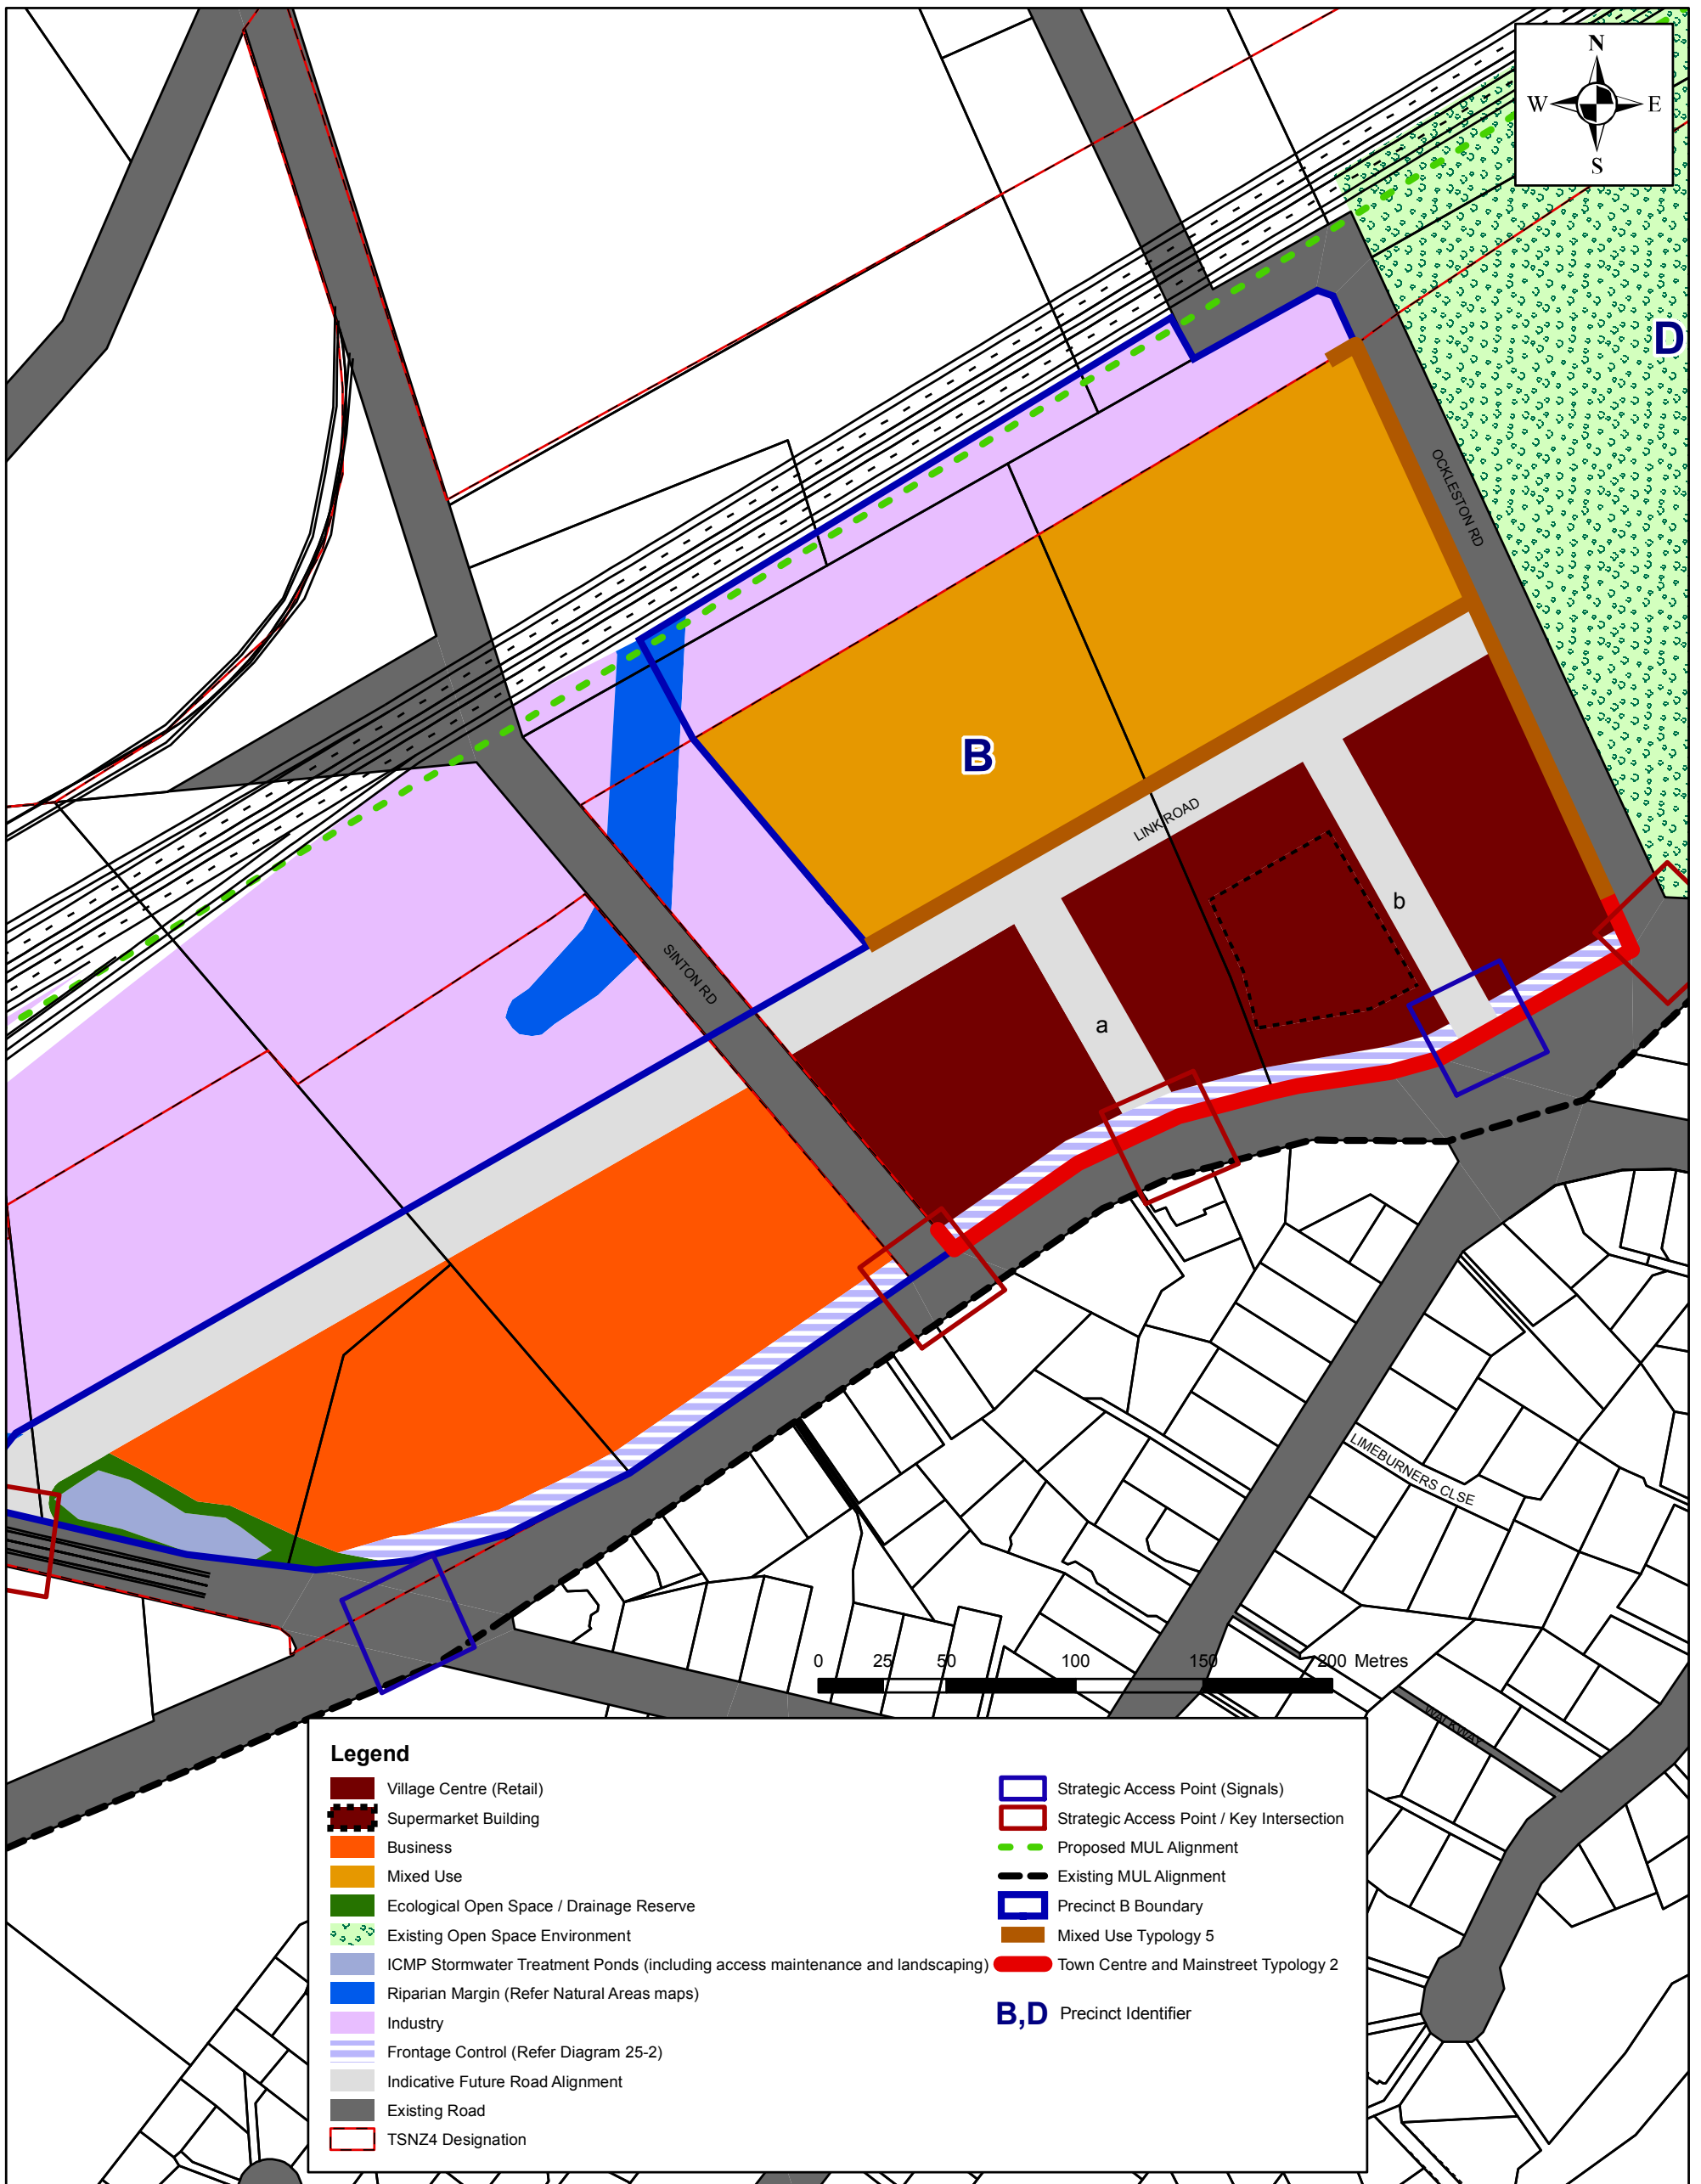 N
W E
S
D
OCKLESTON RD
B
LINK ROAD
b
SINTON RD
a
LIMEBURNERS CLSE
0 25 50 100 150 200 Metres
WALKWAY
Legend
Village Centre (Retail)
Supermarket Building
Business
Mixed Use
Ecological Open Space / Drainage Reserve
Existing Open Space Environment
ICMP Stormwater Treatment Ponds (including access maintenance and landscaping)
Riparian Margin (Refer Natural Areas maps)
Industry
Frontage Control (Refer Diagram 25-2)
Indicative Future Road Alignment
Existing Road
TSNZ4 Designation
Strategic Access Point (Signals)
Strategic Access Point / Key Intersection
Proposed MUL Alignment
Existing MUL Alignment
Precinct B Boundary
Mixed Use Typology 5
Town Centre and Mainstreet Typology 2
B,D Precinct Identifier